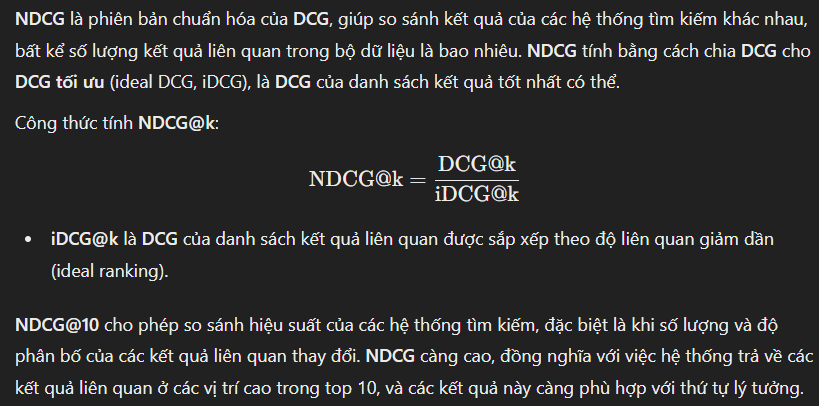 NDCG là phiên bản chuẩn hóa của DCG, giúp so sánh kết quả của các hệ thống tìm kiếm khác nhau,
bất kể số lượng kết quả liên quan trong bộ dữ liệu là bao nhiêu. NDCG tính bằng cách chia DCG cho
DCG tối ưu (ideal DCG, iDCG), là DCG của danh sách kết quả tốt nhất có thể.
Công thức tính NDCG@k:
NDCG@k = DCG@k / iDCG@k
• iDCG@k là DCG của danh sách kết quả liên quan được sắp xếp theo độ liên quan giảm dần
(ideal ranking).
NDCG@10 cho phép so sánh hiệu suất của các hệ thống tìm kiếm, đặc biệt là khi số lượng và độ
phân bố của các kết quả liên quan thay đổi. NDCG càng cao, đồng nghĩa với việc hệ thống trả về các
kết quả liên quan ở các vị trí cao trong top 10, và các kết quả này càng phù hợp với thứ tự lý tưởng.